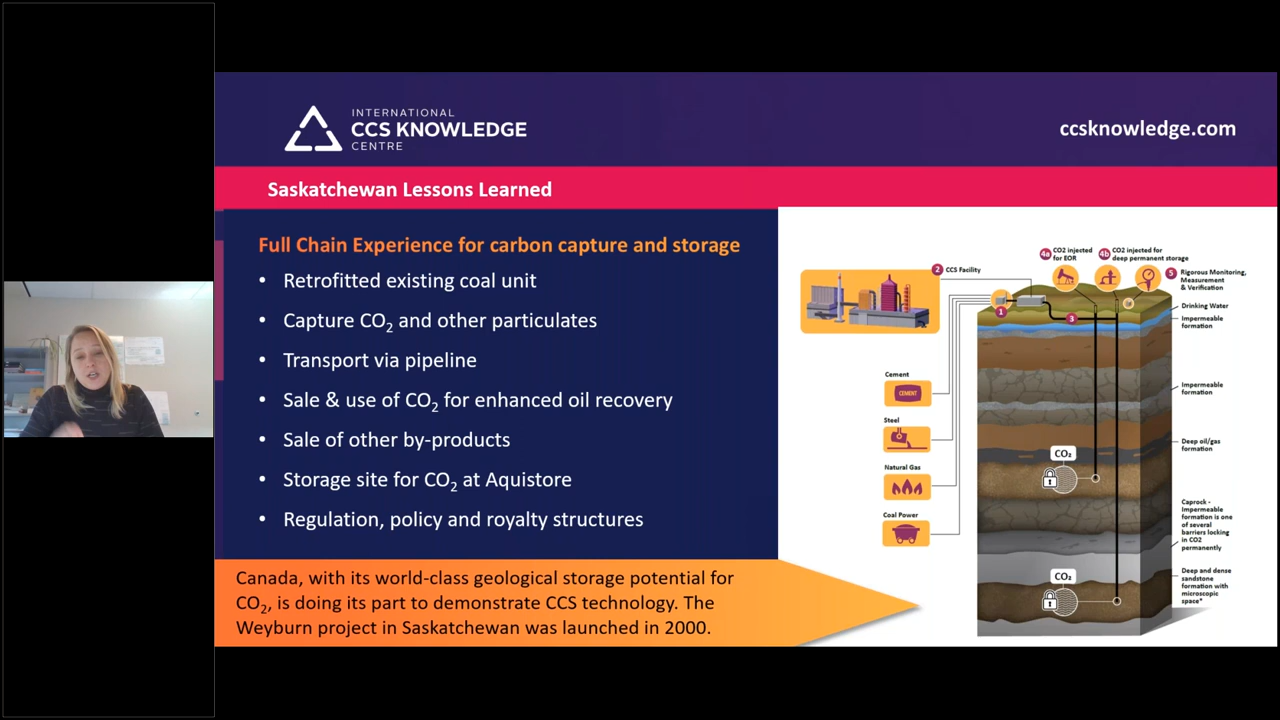 INTERNATIONAL
CCS KNOWLEDGE
CENTRE
ccsknowledge.com
Saskatchewan Lessons Learned
Full Chain Experience for carbon capture and storage
• Retrofitted existing coal unit
• Capture CO₂ and other particulates
• Transport via pipeline
• Sale & use of CO₂ for enhanced oil recovery
• Sale of other by-products
• Storage site for CO₂ at Aquistore
• Regulation, policy and royalty structures
Canada, with its world-class geological storage potential for
CO₂, is doing its part to demonstrate CCS technology. The
Weyburn project in Saskatchewan was launched in 2000.
4a CO2 injected
for EOR
4b CO2 injected for
deep permanent storage
2 CCS Facility
5 Rigorous Monitoring,
Measurement
& Verification
1
3
Drinking Water
Impermeable
formation
Impermeable
formation
Cement
CEMENT
Steel
Natural Gas
Coal Power
Deep oil/gas
formation
CO₂
Caprock -
Impermeable
formation is one
of several
barriers locking
in CO2
permanently
CO₂
Deep and dense
sandstone
formation with
microscopic
space*